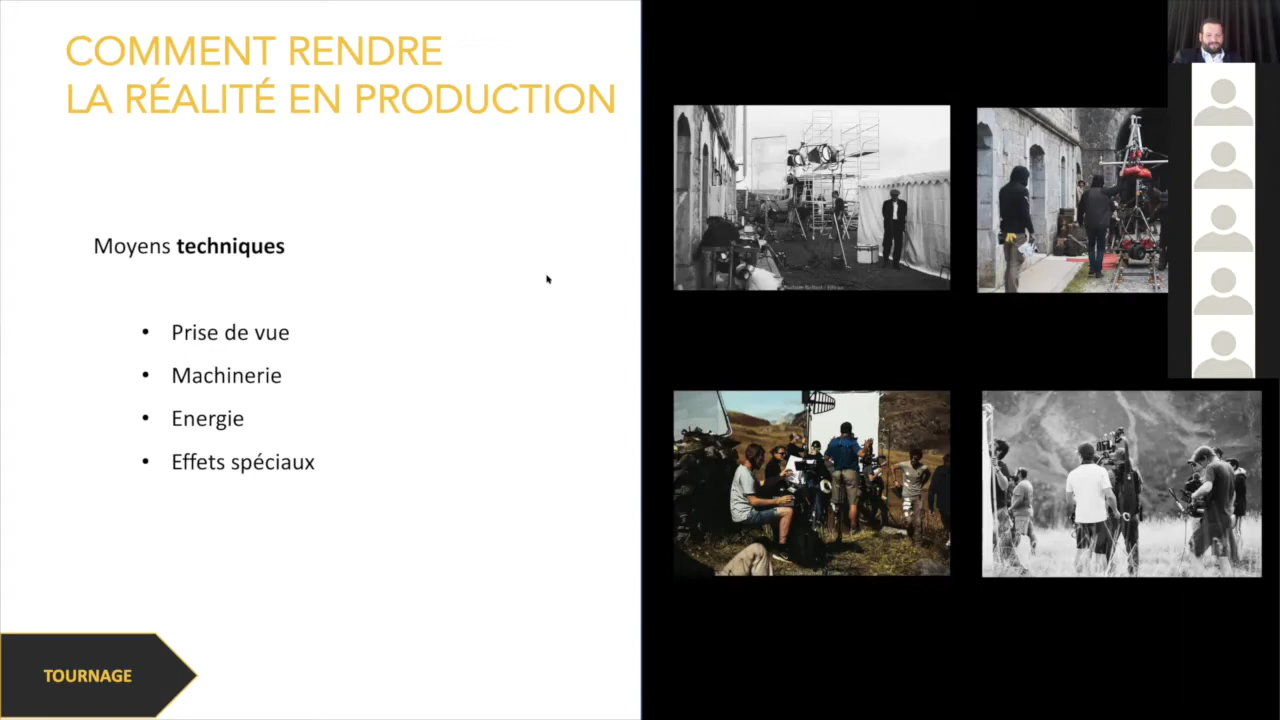 COMMENT RENDRE
LA RÉALITÉ EN PRODUCTION
Moyens techniques
• Prise de vue
• Machinerie
• Energie
• Effets spéciaux
TOURNAGE